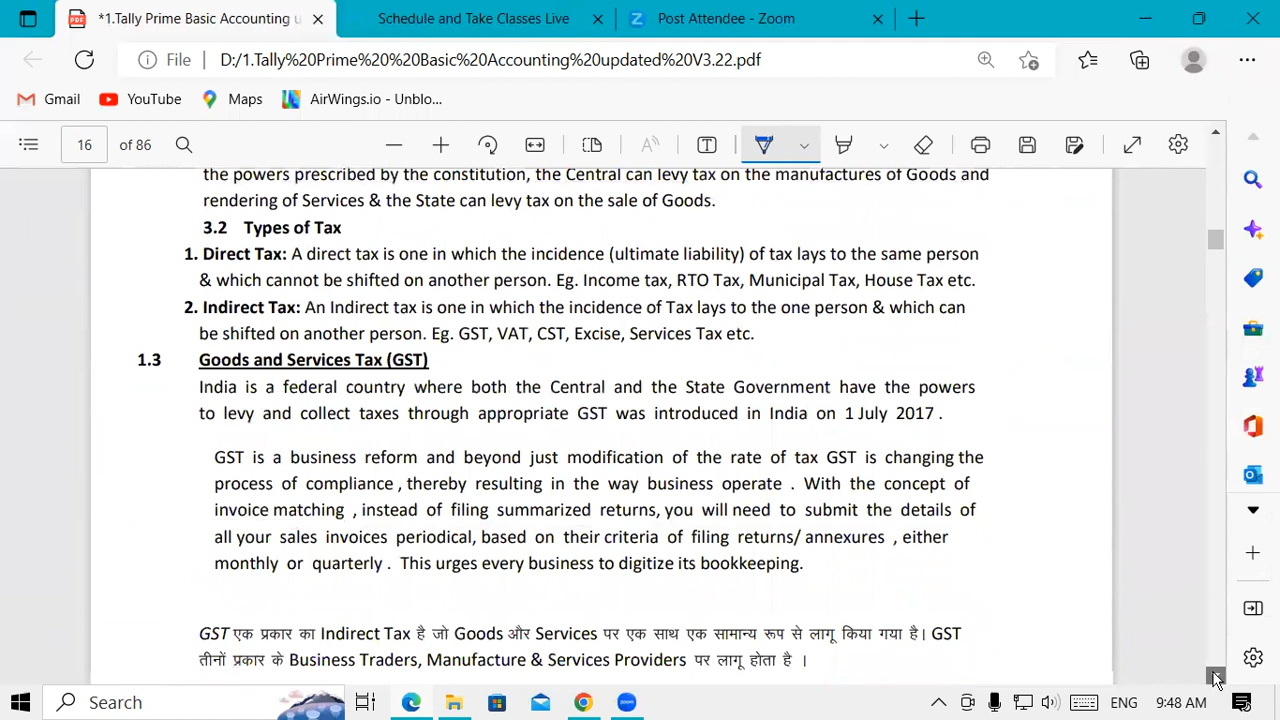 *1.Tally Prime Basic Accounting u
Schedule and Take Classes Live
Post Attendee - Zoom
File
D:/1.Tally%20Prime%20%20Basic%20Accounting%20updated%20V3.22.pdf
Gmail
YouTube
Maps
AirWings.io - Unblo...
16 of 86
the powers prescribed by the constitution, the Central can levy tax on the manufactures of Goods and
rendering of Services & the State can levy tax on the sale of Goods.
3.2 Types of Tax
1. Direct Tax: A direct tax is one in which the incidence (ultimate liability) of tax lays to the same person
& which cannot be shifted on another person. Eg. Income tax, RTO Tax, Municipal Tax, House Tax etc.
2. Indirect Tax: An Indirect tax is one in which the incidence of Tax lays to the one person & which can
be shifted on another person. Eg. GST, VAT, CST, Excise, Services Tax etc.
1.3 Goods and Services Tax (GST)
India is a federal country where both the Central and the State Government have the powers
to levy and collect taxes through appropriate GST was introduced in India on 1 July 2017 .
GST is a business reform and beyond just modification of the rate of tax GST is changing the
process of compliance , thereby resulting in the way business operate . With the concept of
invoice matching , instead of filing summarized returns, you will need to submit the details of
all your sales invoices periodical, based on their criteria of filing returns/ annexures , either
monthly or quarterly . This urges every business to digitize its bookkeeping.
GST एक प्रकार का Indirect Tax है जो Goods और Services पर एक साथ एक सामान्य रूप से लागू किया गया है। GST
तीनों प्रकार के Business Traders, Manufacture & Services Providers पर लागू होता है ।
Search
ENG
9:48 AM